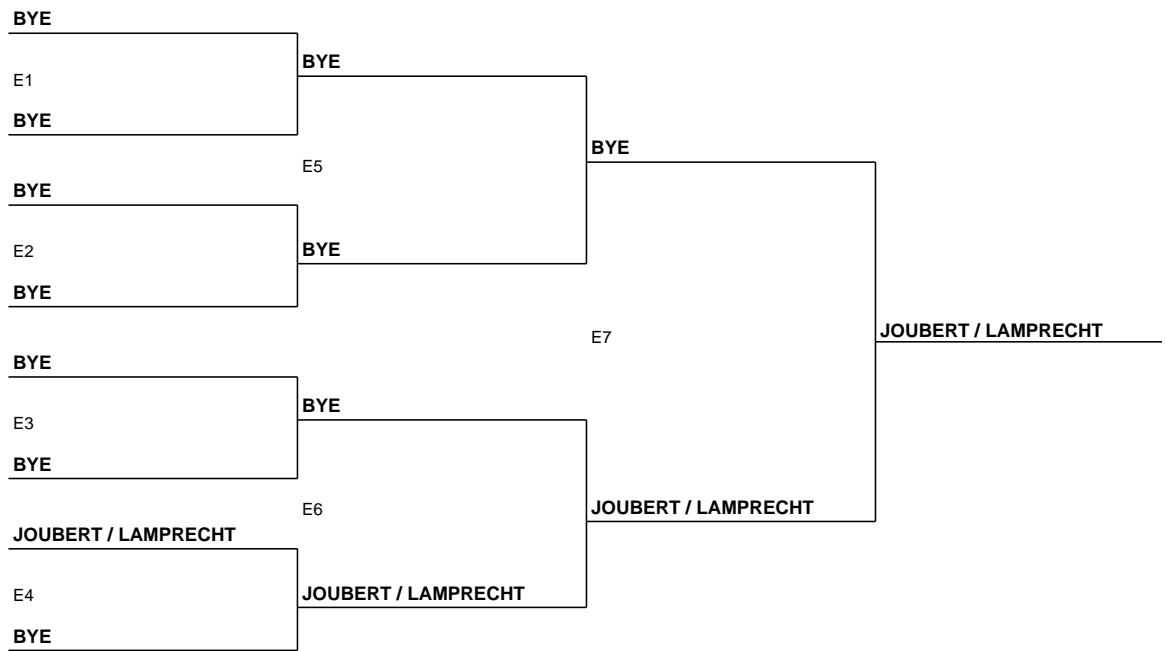 BYE
E1
BYE
BYE
E5
BYE
E2
BYE
BYE
BYE
E7
JOUBERT / LAMPRECHT
BYE
E3
BYE
BYE
E6
JOUBERT / LAMPRECHT
JOUBERT / LAMPRECHT
E4
JOUBERT / LAMPRECHT
BYE